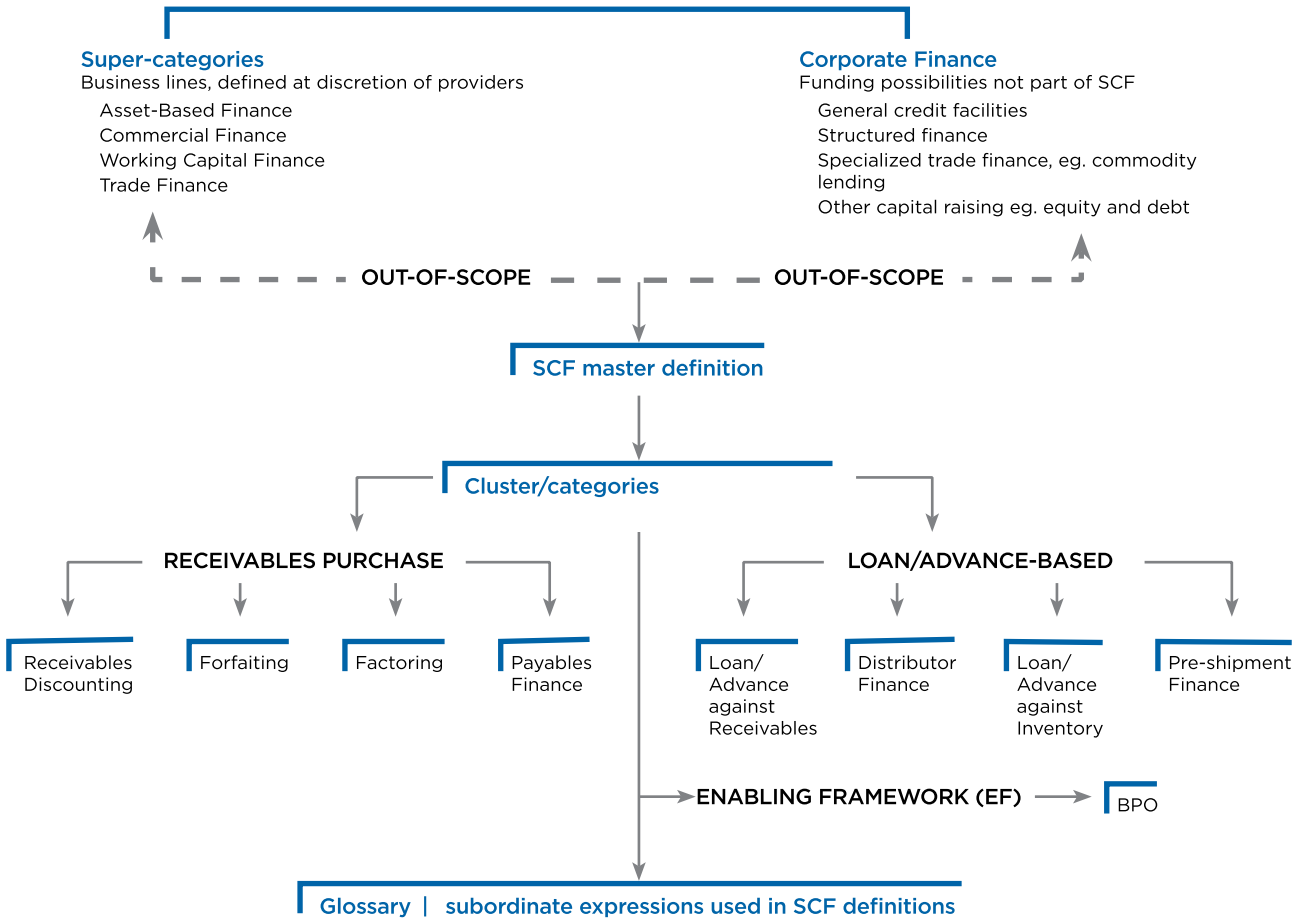 Super-categories
Business lines, defined at discretion of providers
Asset-Based Finance
Commercial Finance
Working Capital Finance
Trade Finance
Corporate Finance
Funding possibilities not part of SCF
General credit facilities
Structured finance
Specialized trade finance, eg. commodity
lending
Other capital raising eg. equity and debt
OUT-OF-SCOPE
OUT-OF-SCOPE
SCF master definition
Cluster/categories
RECEIVABLES PURCHASE
LOAN/ADVANCE-BASED
Receivables
Discounting
Forfaiting
Factoring
Payables
Finance
Loan/
Advance
against
Receivables
Distributor
Finance
Loan/
Advance
against
Inventory
Pre-shipment
Finance
ENABLING FRAMEWORK (EF)
BPO
Glossary | subordinate expressions used in SCF definitions